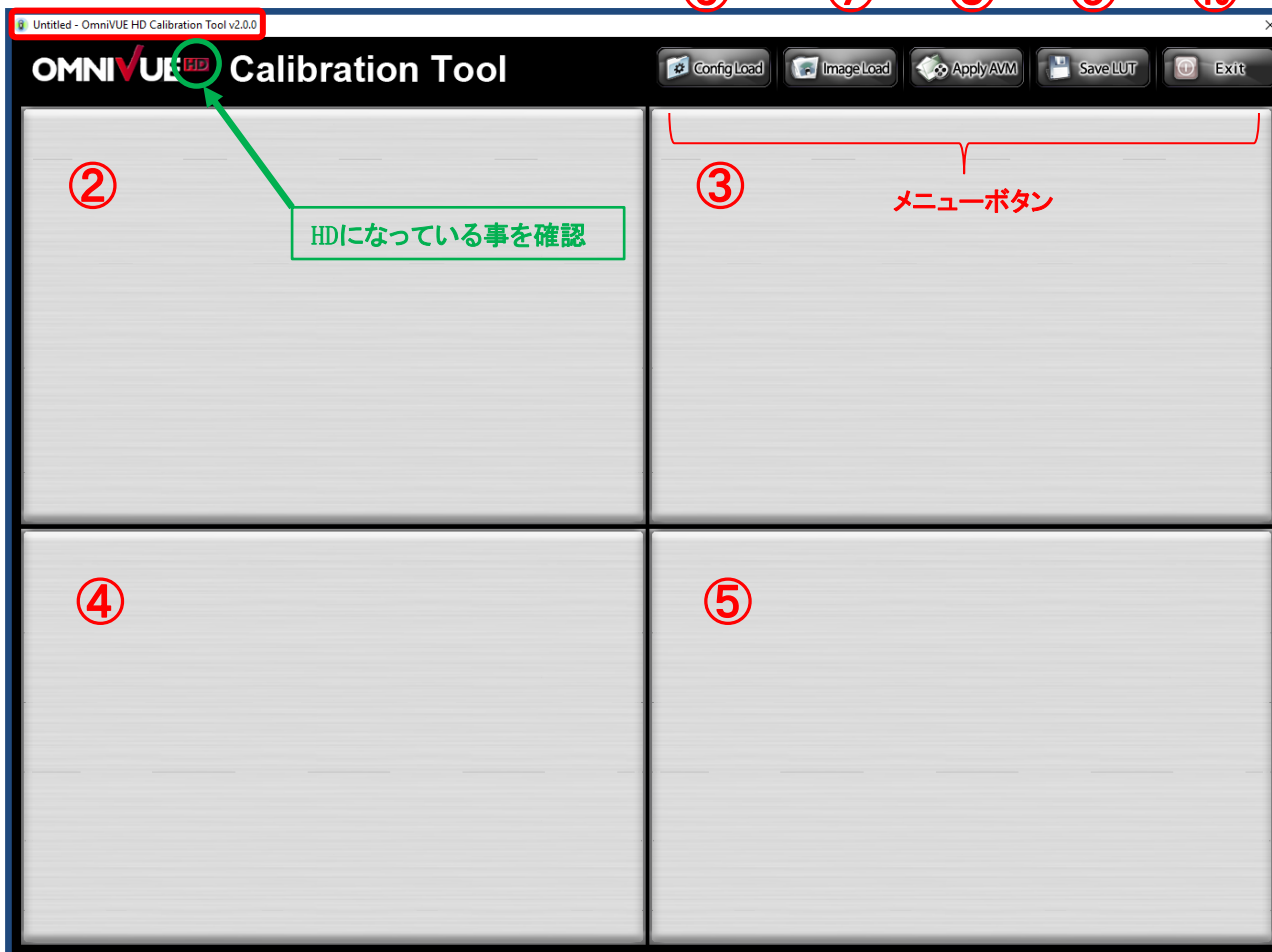 Untitled - OmniVUE HD Calibration Tool v2.0.0
OMNIVUE HD Calibration Tool
Config Load Image Load Apply AVM Save LUT Exit
② ③
メニューボタン
HDになっている事を確認
④ ⑤